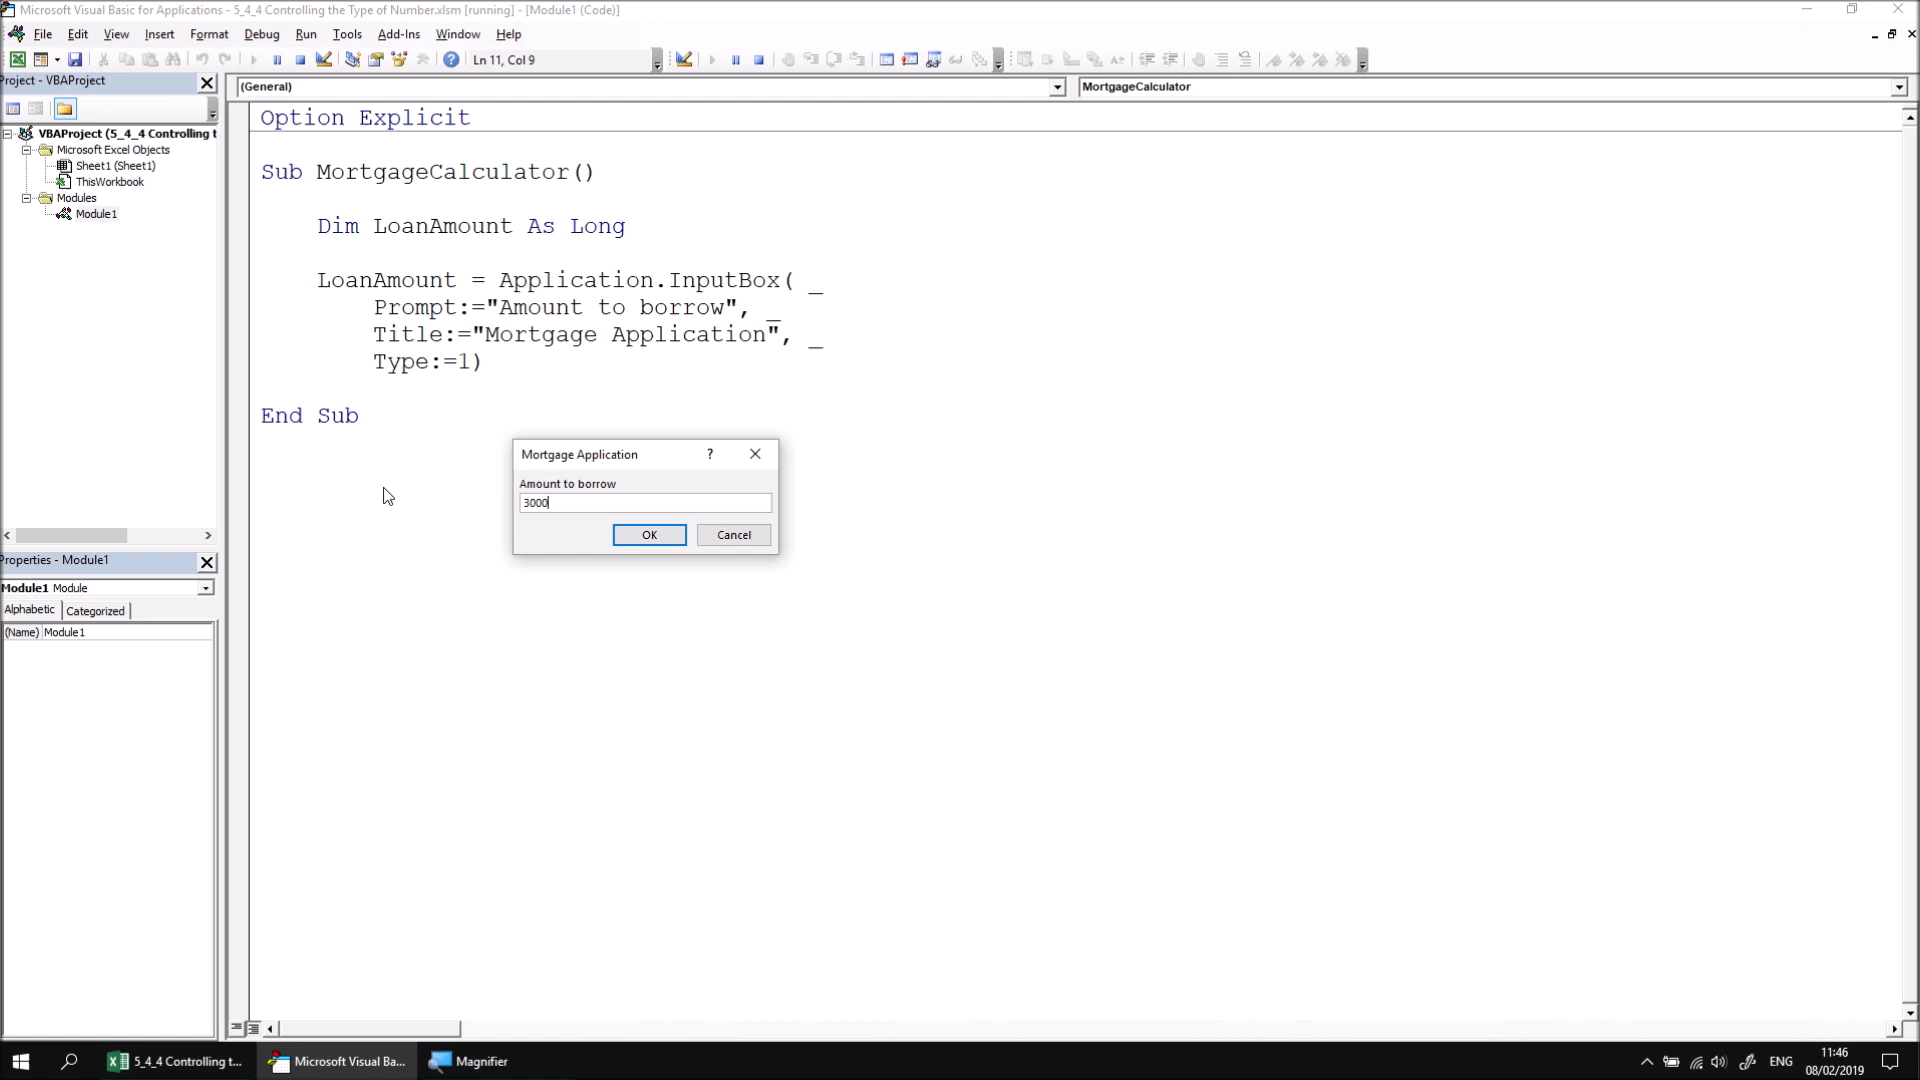 Microsoft Visual Basic for Applications - 5_4_4 Controlling the Type of Number.xlsm [running] - [Module1 (Code)]
File Edit View Insert Format Debug Run Tools Add-Ins Window Help
Ln 11, Col 9
Project - VBAProject
(General)
MortgageCalculator
VBAProject (5_4_4 Controlling t
Microsoft Excel Objects
Sheet1 (Sheet1)
ThisWorkbook
Modules
Module1
Option Explicit
Sub MortgageCalculator()
Dim LoanAmount As Long
LoanAmount = Application.InputBox( _
Prompt:="Amount to borrow", _
Title:="Mortgage Application", _
Type:=1)
End Sub
Mortgage Application
?
Amount to borrow
3000
OK
Cancel
Properties - Module1
Module1 Module
Alphabetic Categorized
(Name) Module1
5_4_4 Controlling t...
Microsoft Visual Ba...
Magnifier
ENG
11:46
08/02/2019